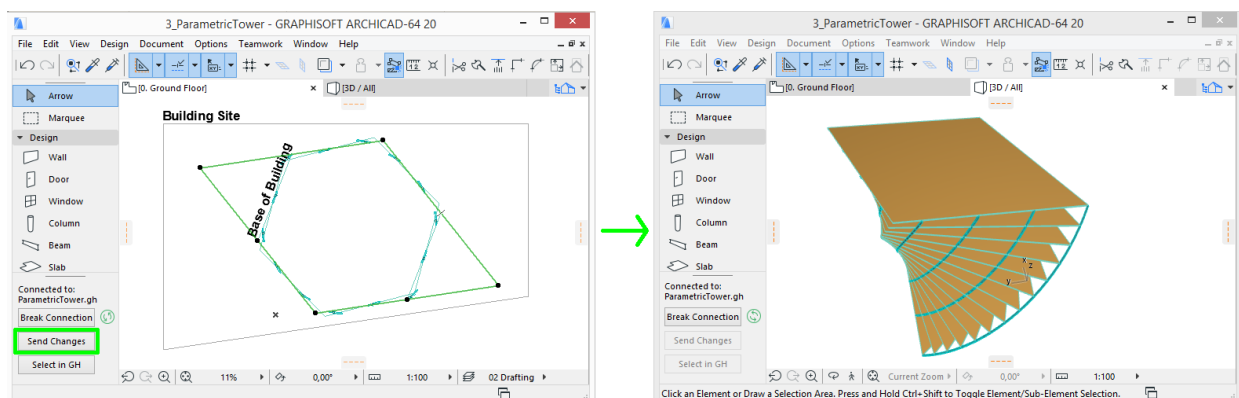 3_ParametricTower - GRAPHISOFT ARCHICAD-64 20
File Edit View Design Document Options Teamwork Window Help
[0. Ground Floor]
[3D / All]
Arrow
Marquee
Design
Wall
Door
Window
Column
Beam
Slab
Connected to:
ParametricTower.gh
Break Connection
Send Changes
Select in GH
Building Site
Base of Building
11%
0,00°
1:100
02 Drafting
3_ParametricTower - GRAPHISOFT ARCHICAD-64 20
File Edit View Design Document Options Teamwork Window Help
[0. Ground Floor]
[3D / All]
Arrow
Marquee
Design
Wall
Door
Window
Column
Beam
Slab
Connected to:
ParametricTower.gh
Break Connection
Send Changes
Select in GH
x
z
y
Current Zoom
0,00°
1:100
Click an Element or Draw a Selection Area. Press and Hold Ctrl+Shift to Toggle Element/Sub-Element Selection.